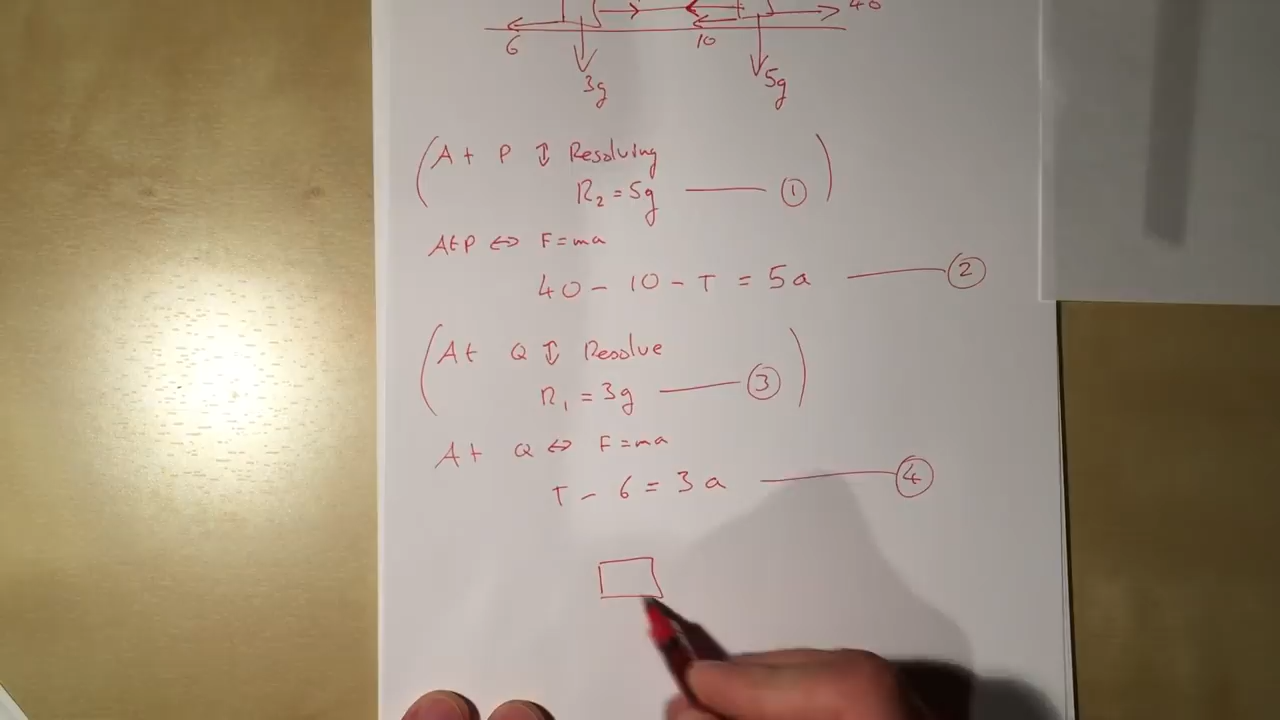 40
6 10
3g 5g
(At P ↕ Resolving
R₂ = 5g ——— ①)
At P ↔ F=ma
40 - 10 - T = 5a ——— ②
(At Q ↕ Resolve
R₁ = 3g ——— ③)
At Q ↔ F=ma
T - 6 = 3a ——— ④